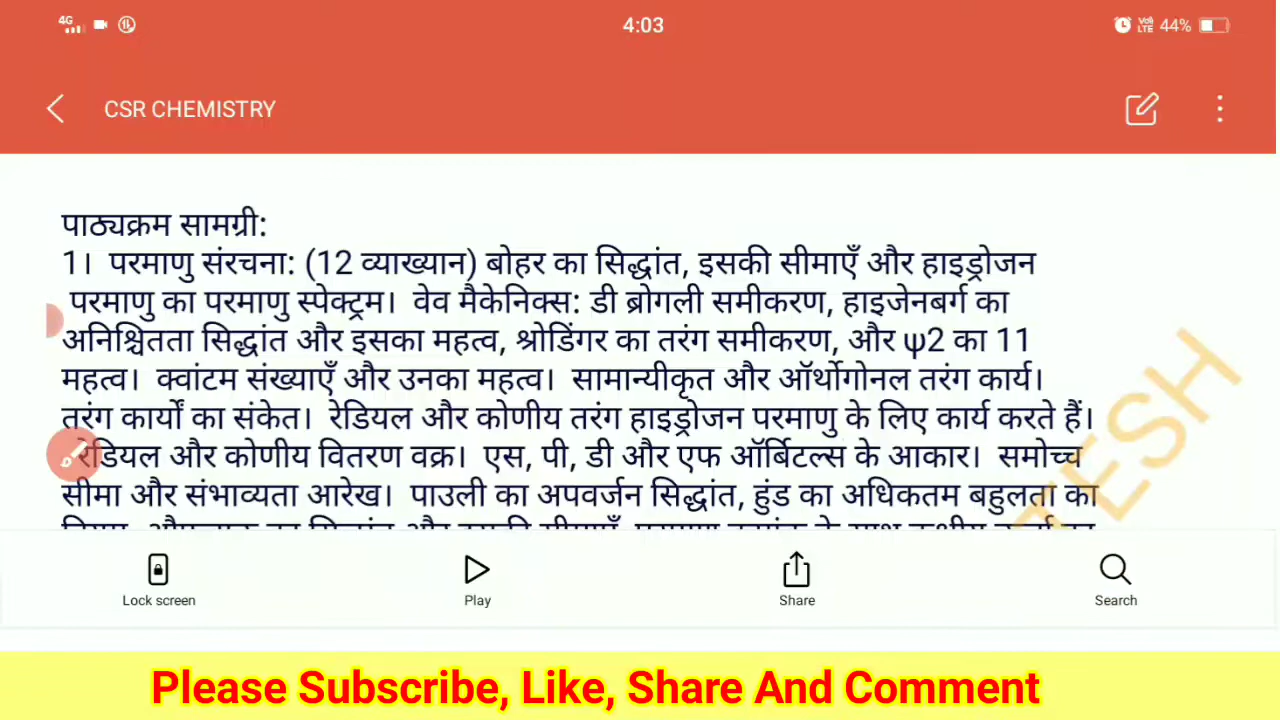 4G
4:03
Vol LTE 44%
CSR CHEMISTRY
पाठ्यक्रम सामग्री:
1। परमाणु संरचना: (12 व्याख्यान) बोहर का सिद्धांत, इसकी सीमाएँ और हाइड्रोजन
परमाणु का परमाणु स्पेक्ट्रम। वेव मैकेनिक्स: डी ब्रोगली समीकरण, हाइजेनबर्ग का
अनिश्चितता सिद्धांत और इसका महत्व, श्रोडिंगर का तरंग समीकरण, और ψ2 का 11
महत्व। क्वांटम संख्याएँ और उनका महत्व। सामान्यीकृत और ऑर्थोगोनल तरंग कार्य।
तरंग कार्यों का संकेत। रेडियल और कोणीय तरंग हाइड्रोजन परमाणु के लिए कार्य करते हैं।
रेडियल और कोणीय वितरण वक्र। एस, पी, डी और एफ ऑर्बिटल्स के आकार। समोच्च
सीमा और संभाव्यता आरेख। पाउली का अपवर्जन सिद्धांत, हुंड का अधिकतम बहुलता का
TESH
Lock screen
Play
Share
Search
Please Subscribe, Like, Share And Comment